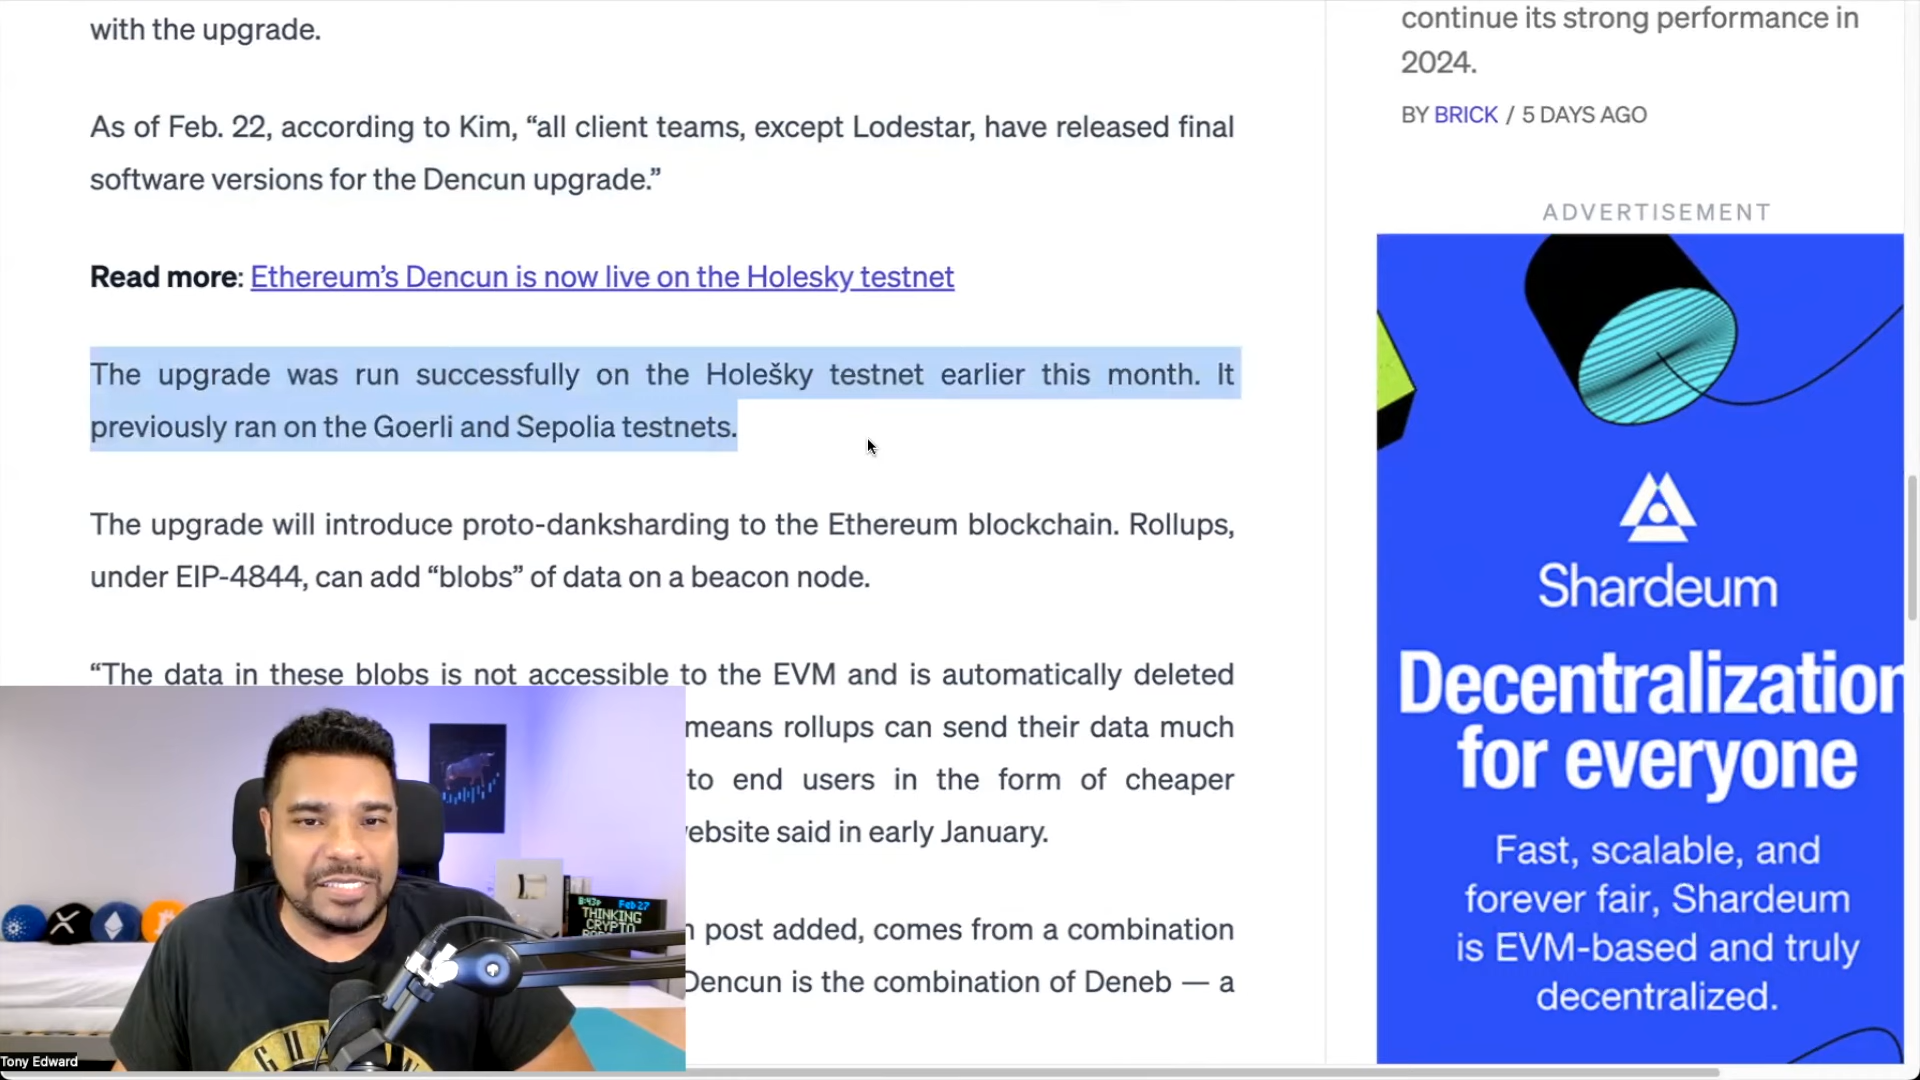 with the upgrade.
As of Feb. 22, according to Kim, “all client teams, except Lodestar, have released final
software versions for the Dencun upgrade.”
Read more: Ethereum’s Dencun is now live on the Holesky testnet
The upgrade was run successfully on the Holešky testnet earlier this month. It
previously ran on the Goerli and Sepolia testnets.
The upgrade will introduce proto-danksharding to the Ethereum blockchain. Rollups,
under EIP-4844, can add “blobs” of data on a beacon node.
“The data in these blobs is not accessible to the EVM and is automatically deleted
means rollups can send their data much
to end users in the form of cheaper
ebsite said in early January.
post added, comes from a combination
Dencun is the combination of Deneb — a
continue its strong performance in
2024.
BY BRICK / 5 DAYS AGO
ADVERTISEMENT
Shardeum
Decentralization
for everyone
Fast, scalable, and
forever fair, Shardeum
is EVM-based and truly
decentralized.
8:43P Feb27
THINKING
CRYPTO
Tony Edward